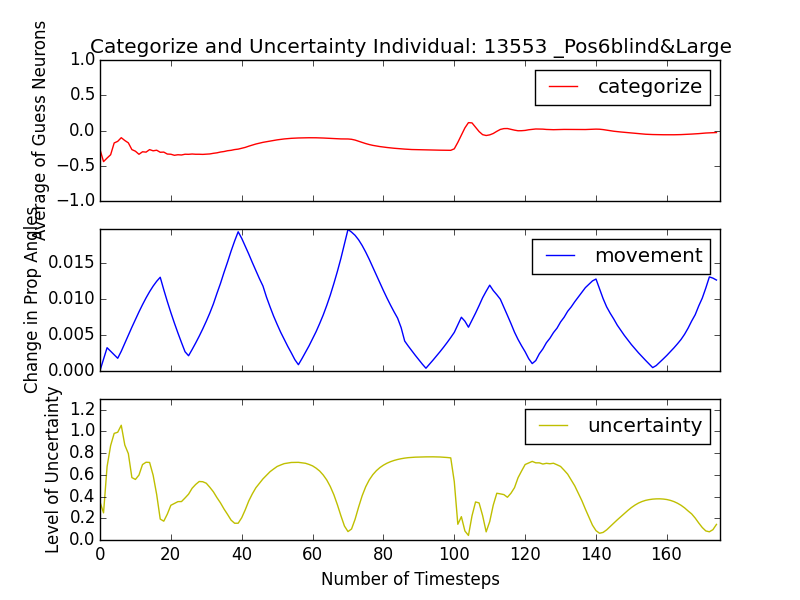 Categorize and Uncertainty Individual: 13553 _Pos6blind&Large
Average of Guess Neurons
1.0
0.5
0.0
−0.5
−1.0
categorize
Change in Prop Angles
0.015
0.010
0.005
0.000
movement
Level of Uncertainty
1.2
1.0
0.8
0.6
0.4
0.2
0.0
uncertainty
0 20 40 60 80 100 120 140 160
Number of Timesteps